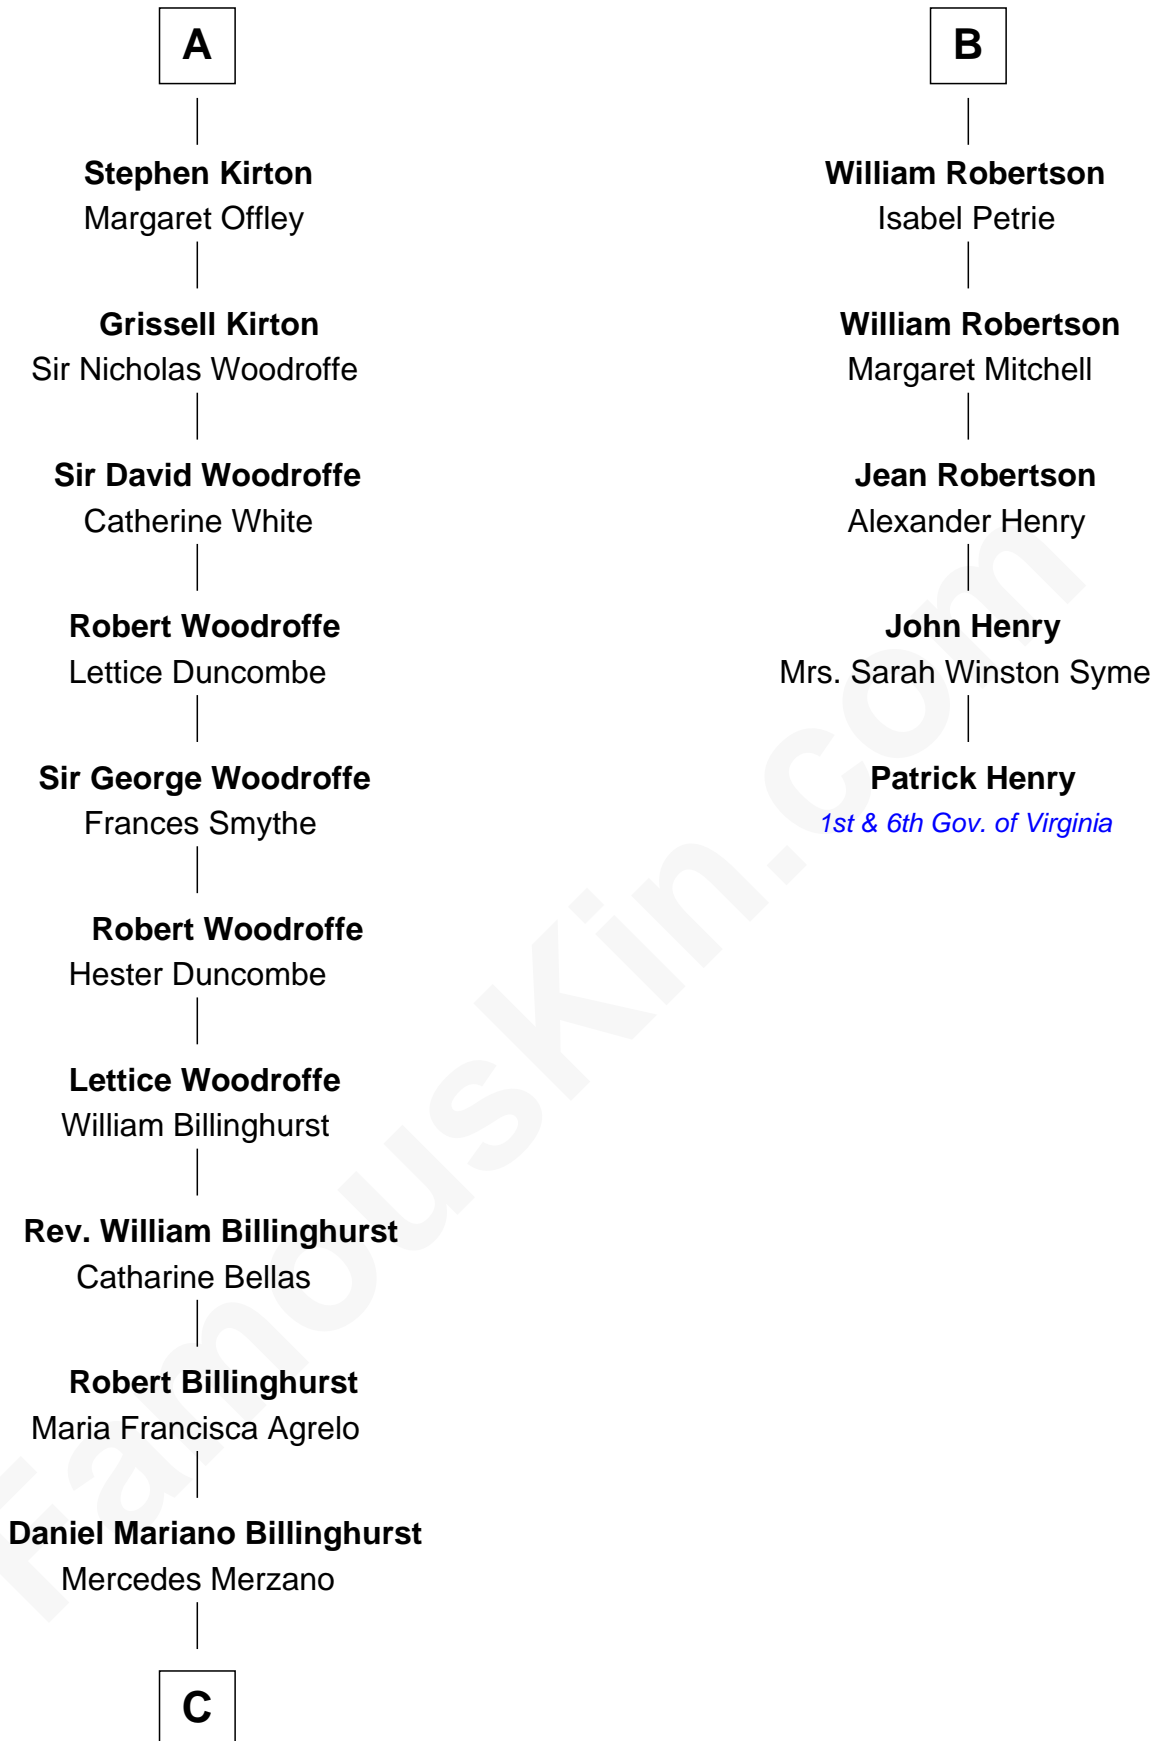 A
Stephen Kirton
Margaret Offley
Grissell Kirton
Sir Nicholas Woodroffe
Sir David Woodroffe
Catherine White
Robert Woodroffe
Lettice Duncombe
Sir George Woodroffe
Frances Smythe
Robert Woodroffe
Hester Duncombe
Lettice Woodroffe
William Billinghurst
Rev. William Billinghurst
Catharine Bellas
Robert Billinghurst
Maria Francisca Agrelo
Daniel Mariano Billinghurst
Mercedes Merzano
C
B
William Robertson
Isabel Petrie
William Robertson
Margaret Mitchell
Jean Robertson
Alexander Henry
John Henry
Mrs. Sarah Winston Syme
Patrick Henry
1st & 6th Gov. of Virginia
FamousKin.com